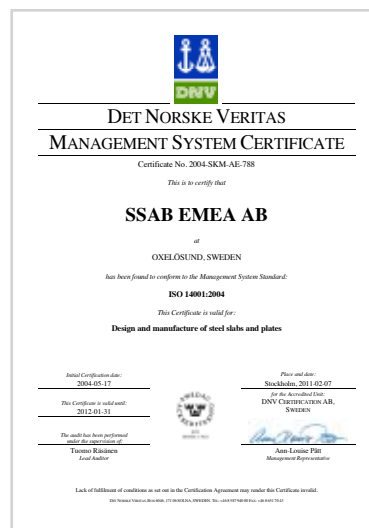 DNV
DET NORSKE VERITAS
MANAGEMENT SYSTEM CERTIFICATE
Certificate No. 2004-SKM-AE-788
This is to certify that
SSAB EMEA AB
at
OXELÖSUND, SWEDEN
has been found to conform to the Management System Standard:
ISO 14001:2004
This Certificate is valid for:
Design and manufacture of steel slabs and plates
Initial Certification date:
2004-05-17
This Certificate is valid until:
2012-01-31
The audit has been performed
under the supervision of:
Tuomo Räsänen
Lead Auditor
SWEDAC
Place and date:
Stockholm, 2011-02-07
for the Accredited Unit:
DNV CERTIFICATION AB,
SWEDEN
Ann-Louise Pått
Management Representative
Lack of fulfilment of conditions as set out in the Certification Agreement may render this Certificate invalid.